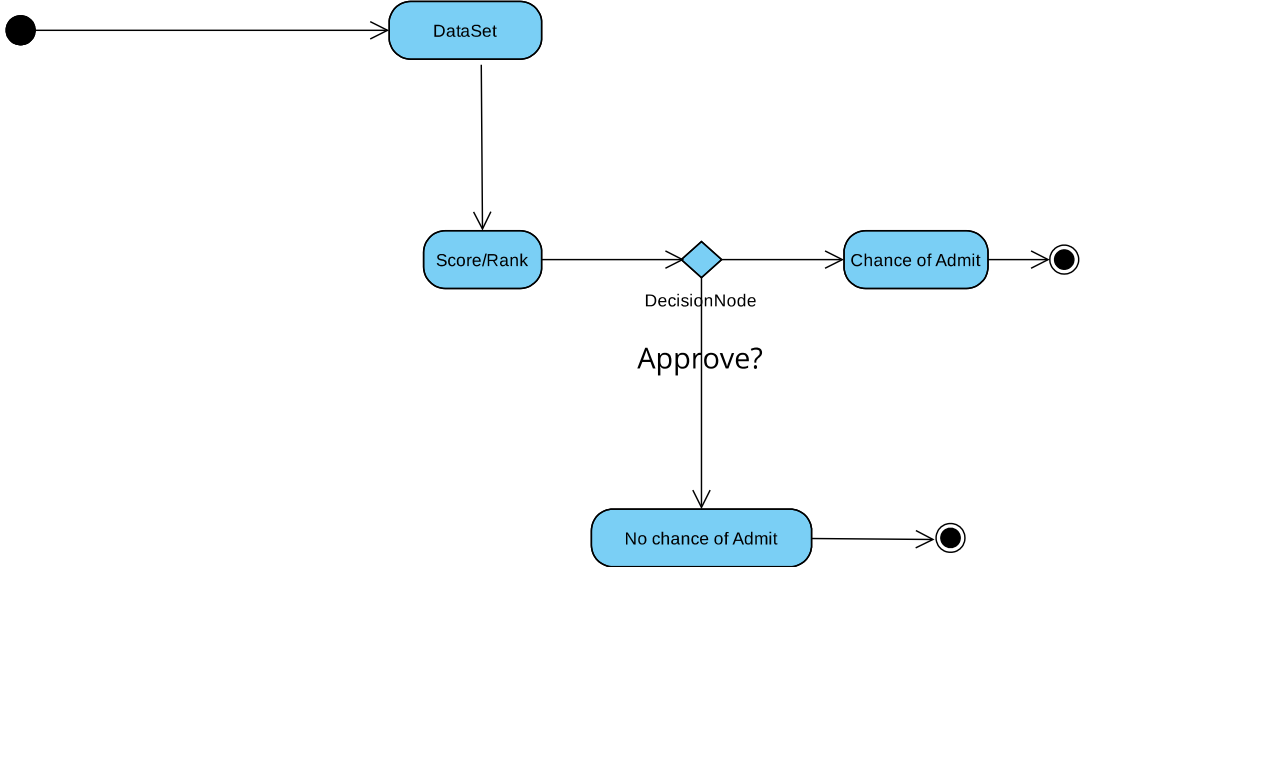 DataSet
Score/Rank
Chance of Admit
DecisionNode
Approve?
No chance of Admit